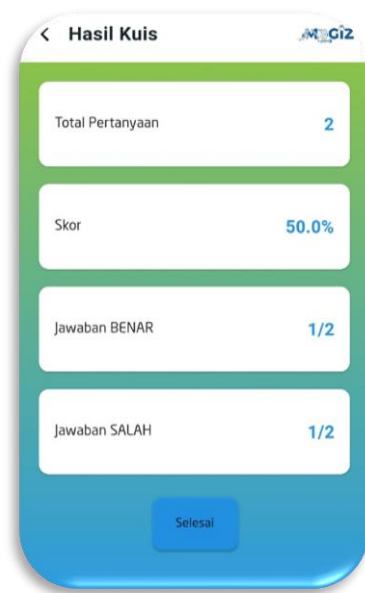 Hasil Kuis
Total Pertanyaan 2
Skor 50.0%
Jawaban BENAR 1/2
Jawaban SALAH 1/2
Selesai